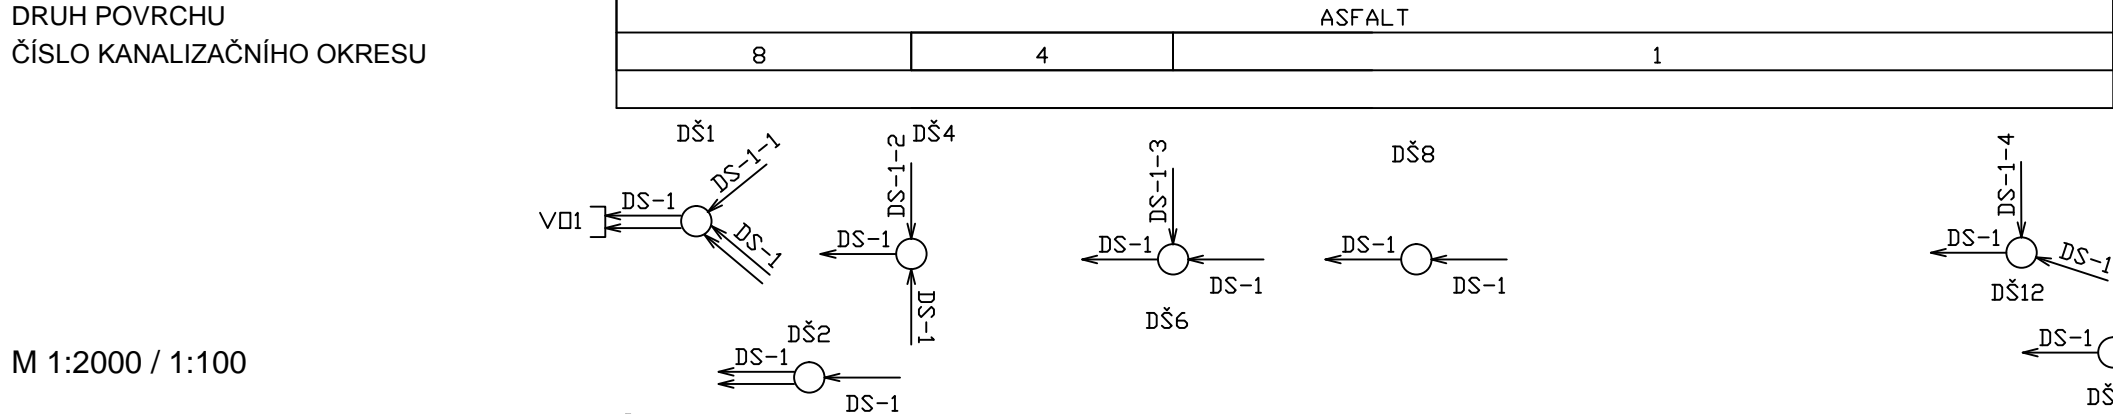 DRUH POVRCHU
ASFALT
ČÍSLO KANALIZAČNÍHO OKRESU
8
4
1
DŠ1
DŠ4
DŠ8
DS-1-1
DS-1-2
DS-1-3
DS-1-4
VO1
DS-1
DS-1
DS-1
DS-1
DS-1
DS-1
DS-1
DS-1
DS-1
DS-1
DS-1
DŠ12
DŠ6
DŠ2
DS-1
DS-1
DS-1
M 1:2000 / 1:100